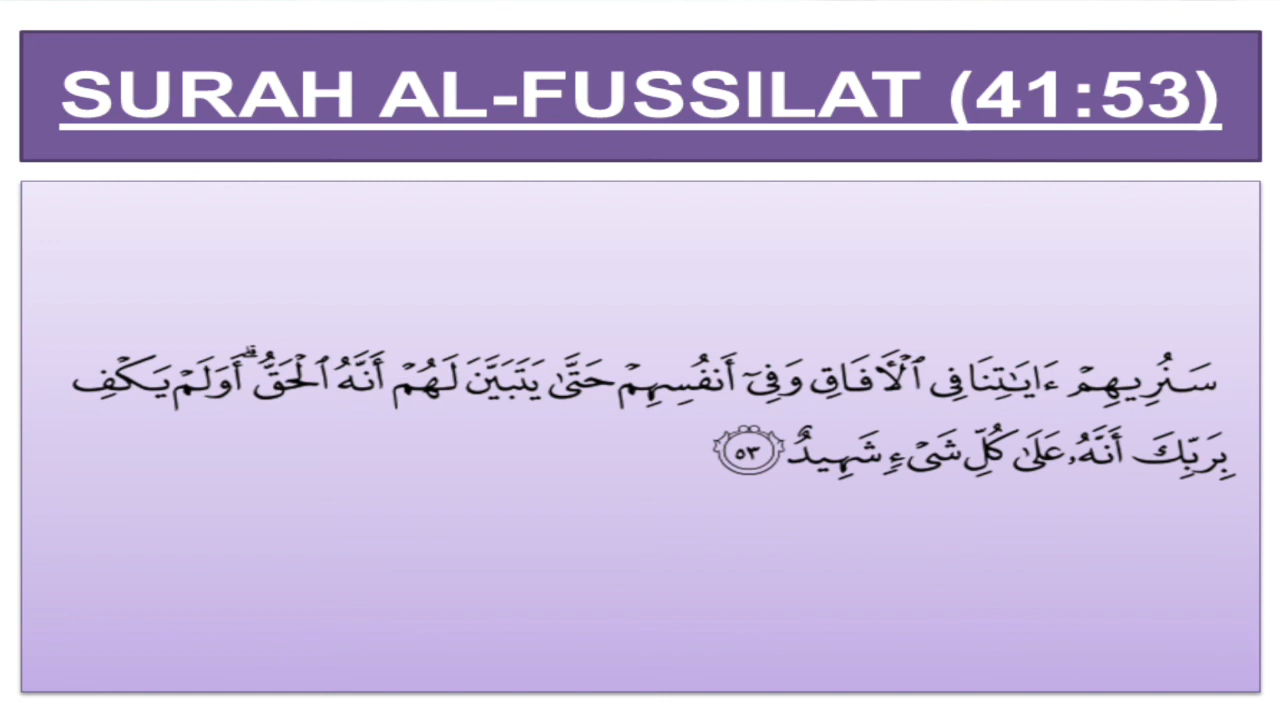 SURAH AL-FUSSILAT (41:53)
سَنُرِيهِمْ ءَايَـٰتِنَا فِى ٱلْـَٔافَاقِ وَفِىٓ أَنفُسِهِمْ حَتَّىٰ يَتَبَيَّنَ لَهُمْ أَنَّهُ ٱلْحَقُّ ۗ أَوَلَمْ يَكْفِ
بِرَبِّكَ أَنَّهُۥ عَلَىٰ كُلِّ شَىْءٍ شَهِيدٌ ٥٣